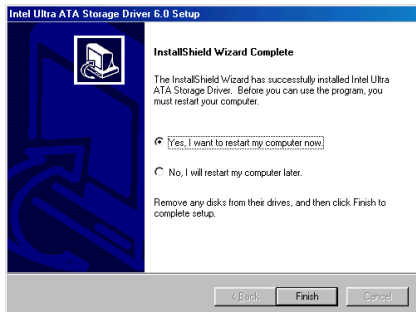 Intel Ultra ATA Storage Driver 6.0 Setup
InstallShield Wizard Complete
The InstallShield Wizard has successfully installed Intel Ultra
ATA Storage Driver. Before you can use the program, you
must restart your computer.
Yes, I want to restart my computer now.
No, I will restart my computer later.
Remove any disks from their drives, and then click Finish to
complete setup.
< Back Finish Cancel